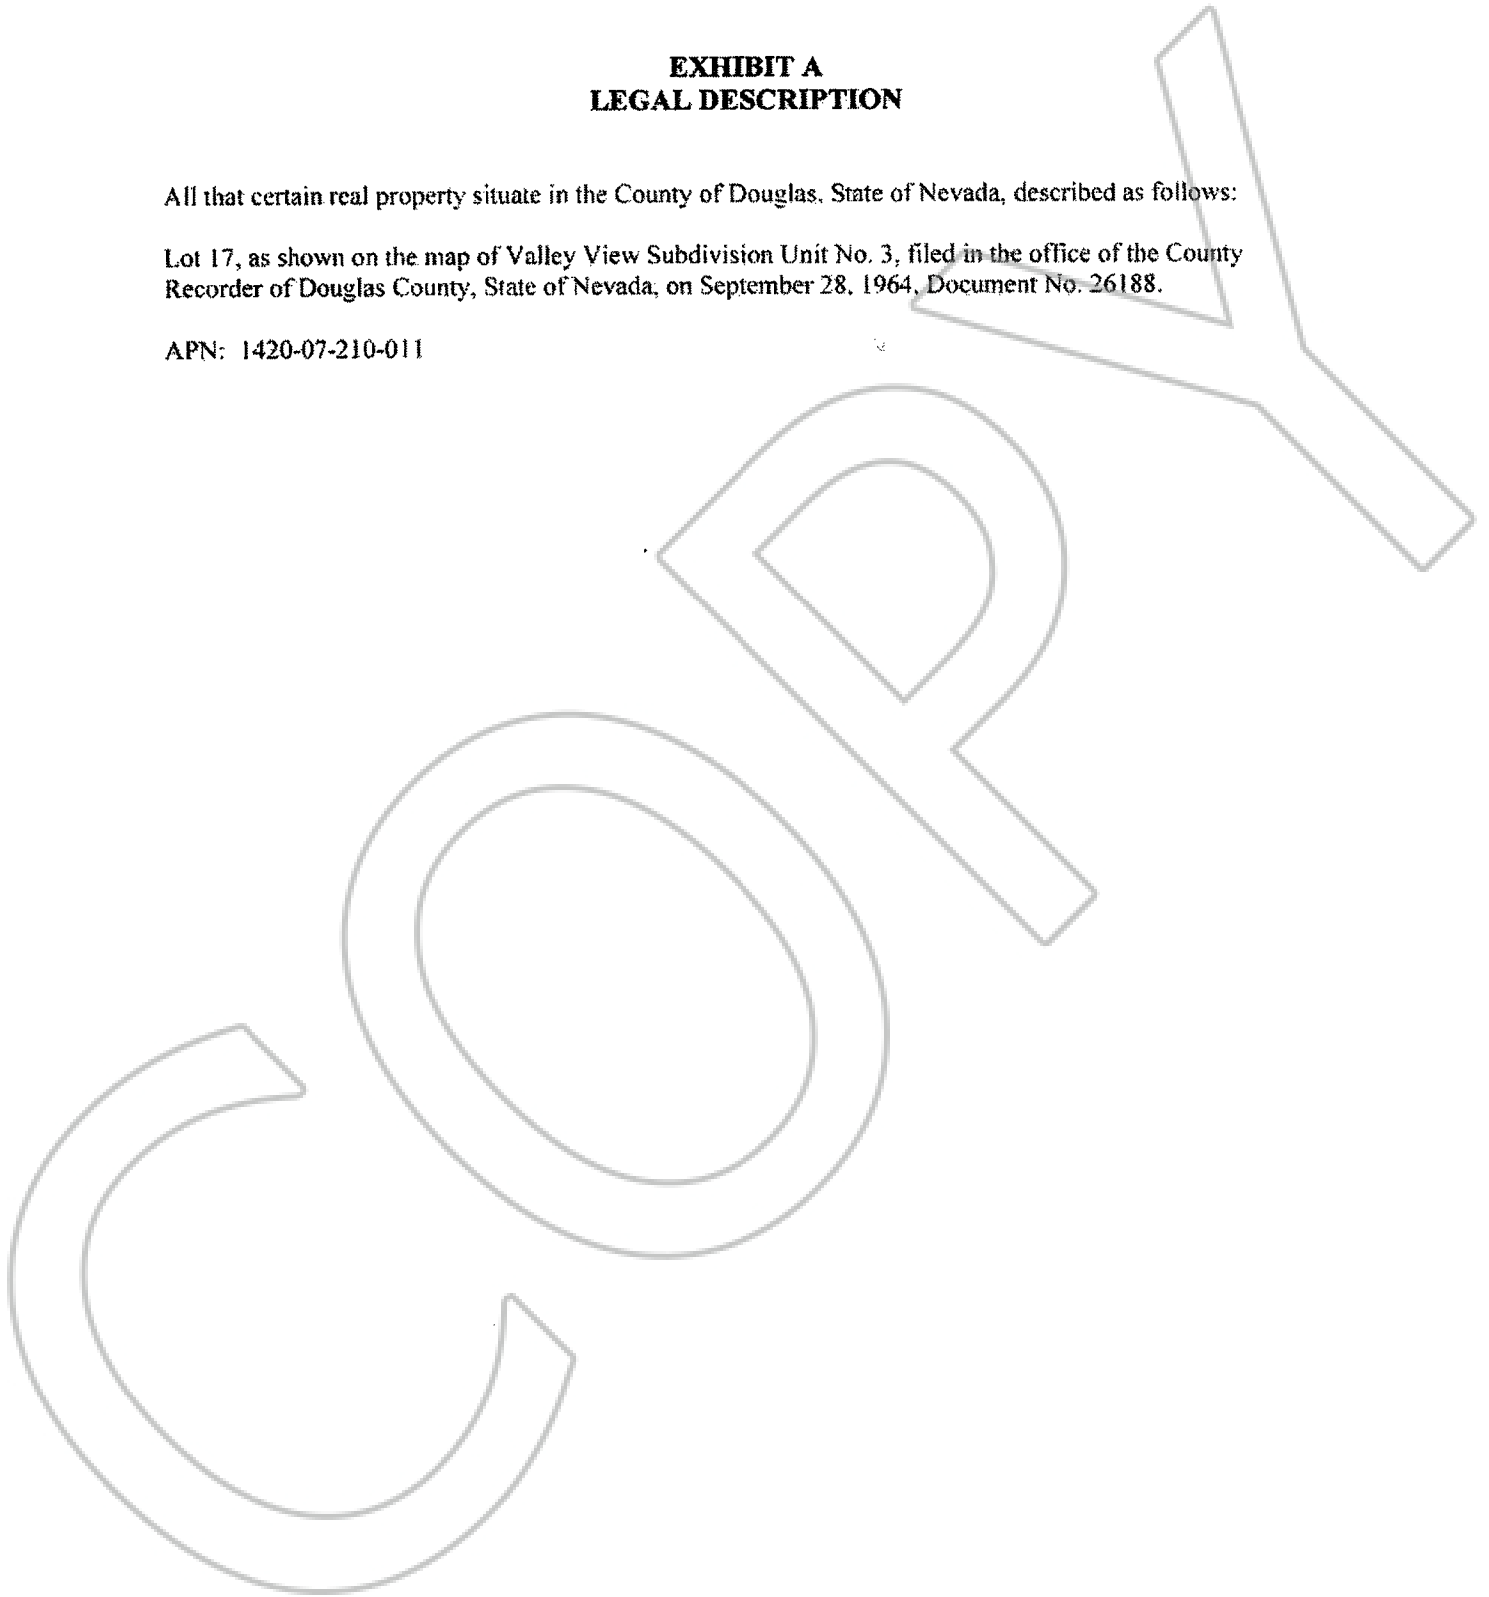 EXHIBIT A
LEGAL DESCRIPTION
All that certain real property situate in the County of Douglas, State of Nevada, described as follows:
Lot 17, as shown on the map of Valley View Subdivision Unit No. 3, filed in the office of the County
Recorder of Douglas County, State of Nevada, on September 28, 1964, Document No. 26188.
APN: 1420-07-210-011
COPY